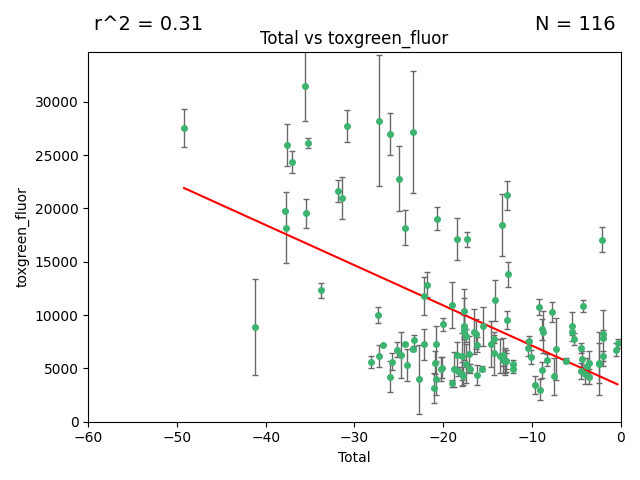 r^2 = 0.31
N = 116
Total vs toxgreen_fluor
toxgreen_fluor
30000
25000
20000
15000
10000
5000
0
−60
−50
−40
−30
−20
−10
0
Total